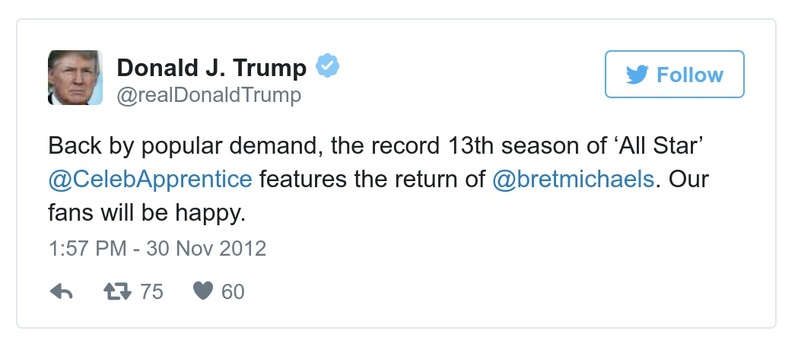 Donald J. Trump
@realDonaldTrump
Follow
Back by popular demand, the record 13th season of ‘All Star’
@CelebApprentice features the return of @bretmichaels. Our
fans will be happy.
1:57 PM - 30 Nov 2012
75 60